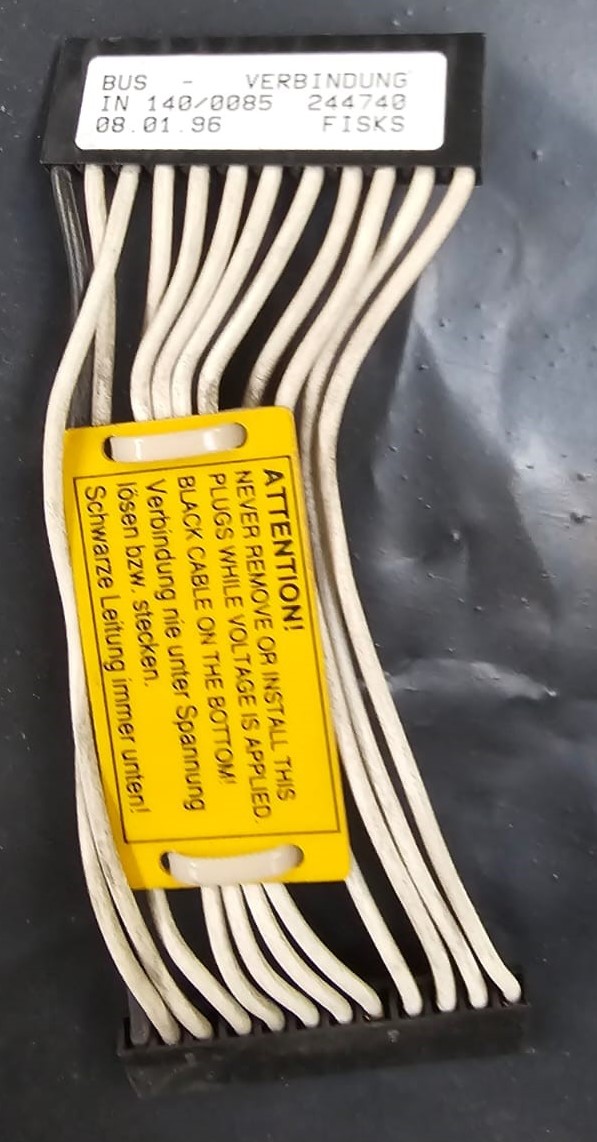 BUS - VERBINDUNG
IN 140/0085 244740
08.01.96 FISKS
ATTENTION!
NEVER REMOVE OR INSTALL THIS
PLUGS WHILE VOLTAGE IS APPLIED.
BLACK CABLE ON THE BOTTOM!
Verbindung nie unter Spannung
lösen bzw. stecken.
Schwarze Leitung immer unten!